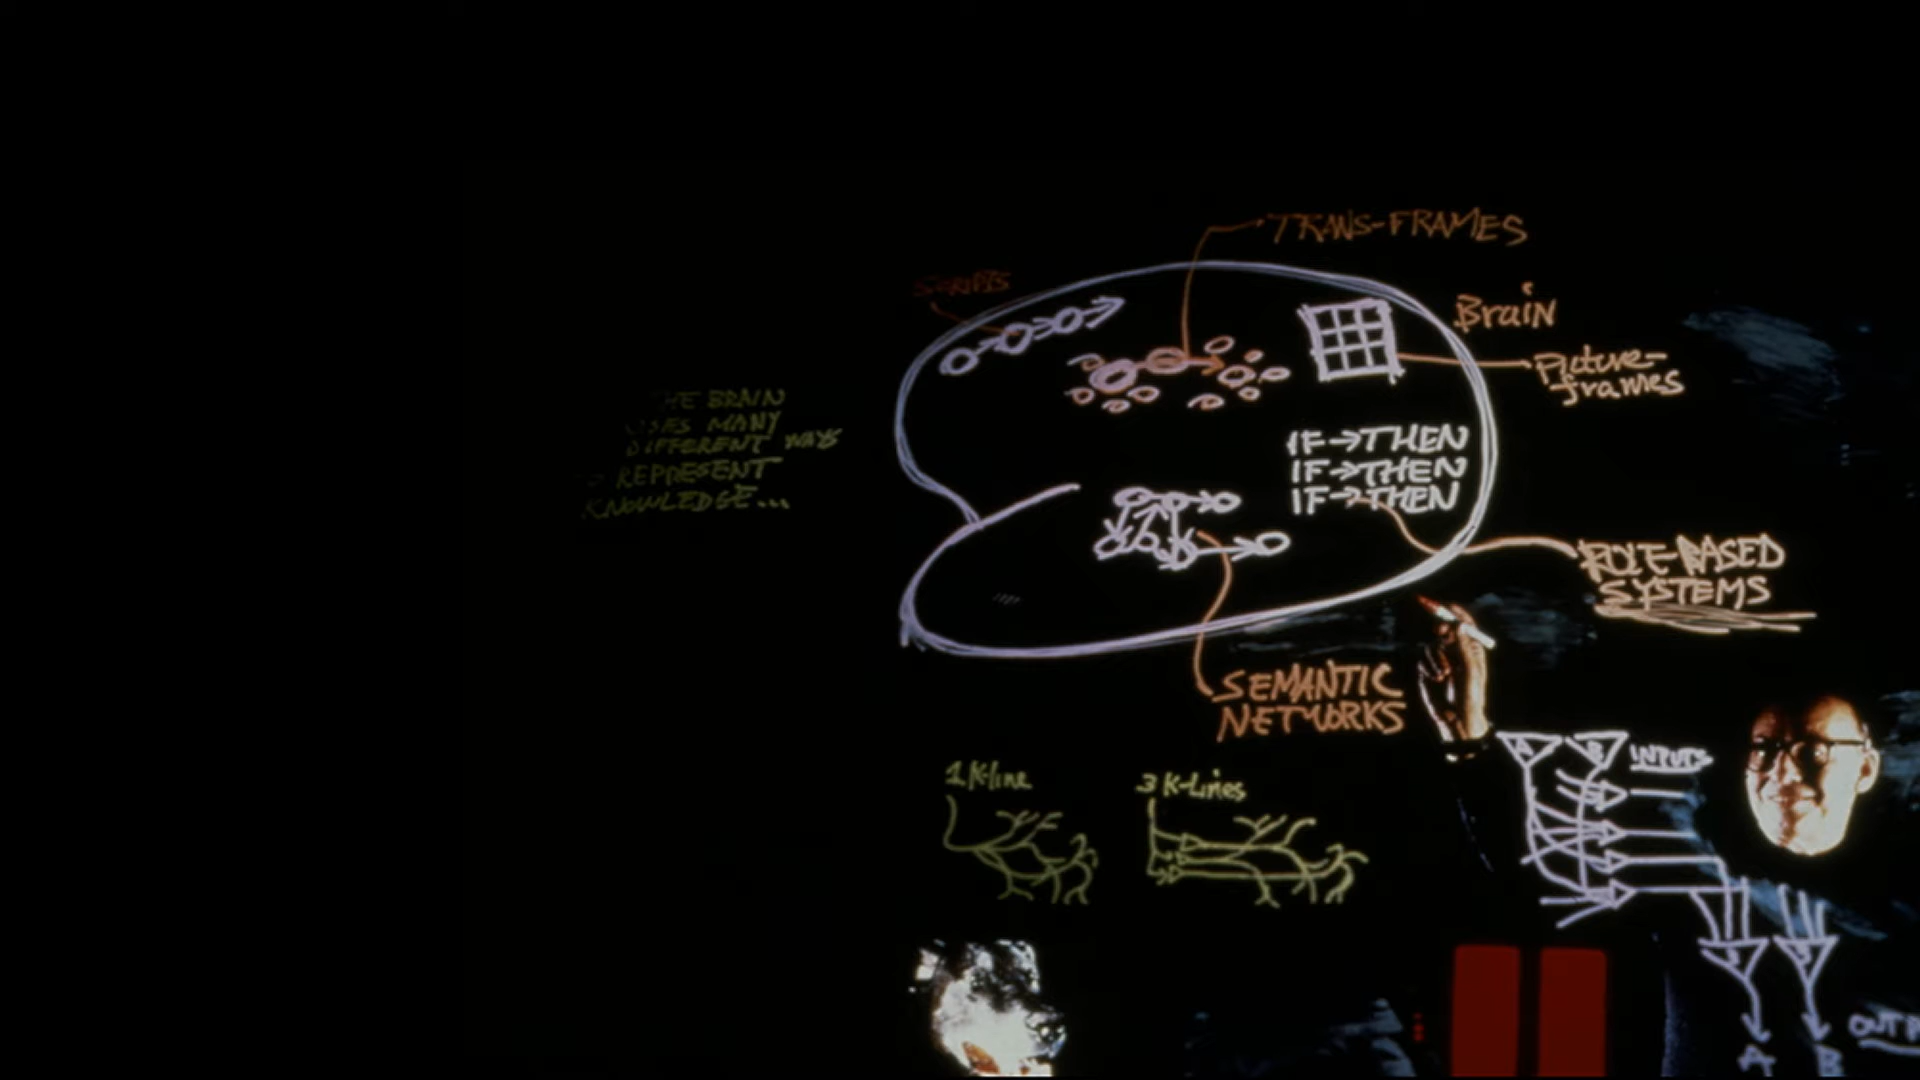 TRANS-FRAMES
SCRIPTS
Brain
Picture-
frames
THE BRAIN
USES MANY
DIFFERENT WAYS
TO REPRESENT
KNOWLEDGE...
IF→THEN
IF→THEN
IF→THEN
RULE-BASED
SYSTEMS
SEMANTIC
NETWORKS
1 K-line
3 K-Lines
A B INPUTS
A B